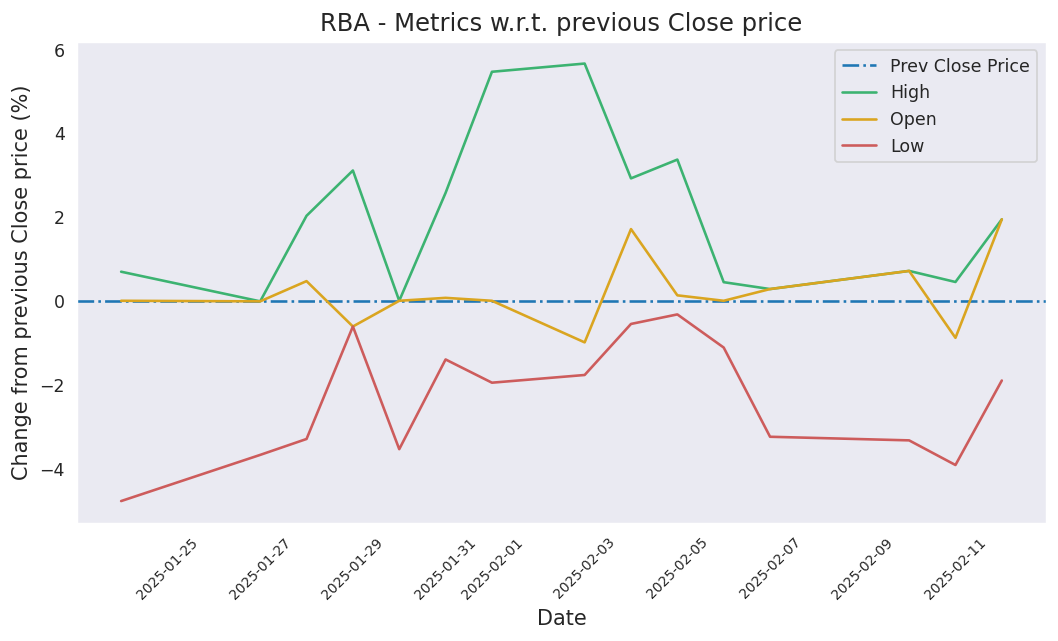 RBA - Metrics w.r.t. previous Close price
Change from previous Close price (%)
6
4
2
0
−2
−4
Prev Close Price
High
Open
Low
2025-01-25
2025-01-27
2025-01-29
2025-01-31
2025-02-01
2025-02-03
2025-02-05
2025-02-07
2025-02-09
2025-02-11
Date